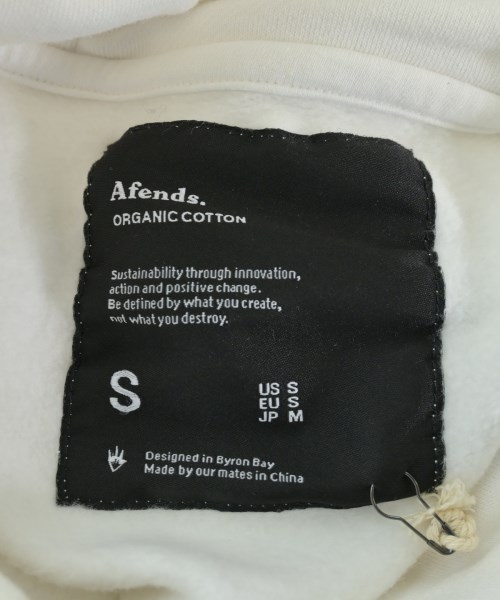 Afends.
ORGANIC COTTON
Sustainability through innovation,
action and positive change.
Be defined by what you create,
not what you destroy.
S
US S
EU S
JP M
Designed in Byron Bay
Made by our mates in China